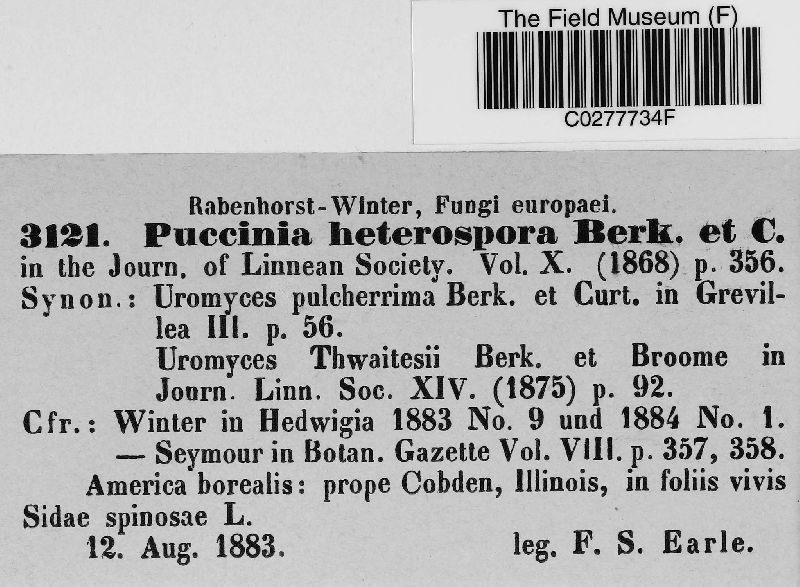 The Field Museum (F)
C0277734F
Rabenhorst-Winter, Fungi europaei.
3121. Puccinia heterospora Berk. et C.
in the Journ. of Linnean Society. Vol. X. (1868) p. 356.
Synon.: Uromyces pulcherrima Berk. et Curt. in Grevil-
lea III. p. 56.
Uromyces Thwaitesii Berk. et Broome in
Journ. Linn. Soc. XIV. (1875) p. 92.
Cfr.: Winter in Hedwigia 1883 No. 9 und 1884 No. 1.
— Seymour in Botan. Gazette Vol. VIII. p. 357, 358.
America borealis: prope Cobden, Illinois, in foliis vivis
Sidae spinosae L.
12. Aug. 1883. leg. F. S. Earle.